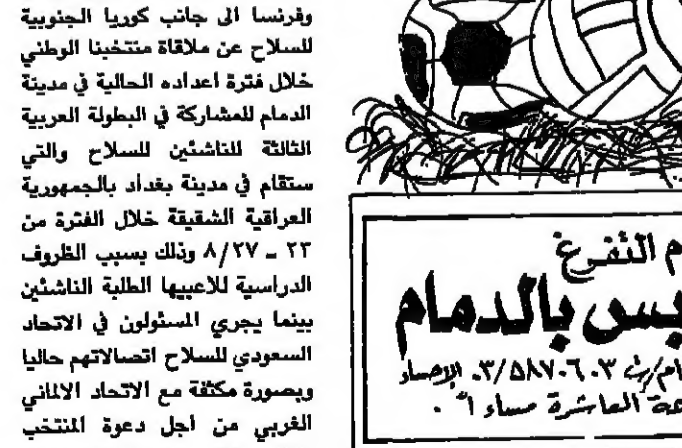 وفرنسا الى جانب كوريا الجنوبية
للسلاح عن ملاقاة منتخبنا الوطني
خلال فترة اعداده الحالية في مدينة
الدمام للمشاركة في البطولة العربية
الثالثة للناشئين للسلاح والتي
ستقام في مدينة بغداد بالجمهورية
العراقية الشقيقة خلال الفترة من
٢٣ ـ ٨/٢٧ وذلك بسبب الظروف
الدراسية للاعبيها الطلبة الناشئين
بينما يجري المسئولون في الاتحاد
السعودي للسلاح اتصالاتهم حاليا
وبصورة مكثفة مع الاتحاد الالماني
الغربي من اجل دعوة المنتخب
م التفرغ
بس بالدمام
الإحساء
عة العاشرة مساءا .